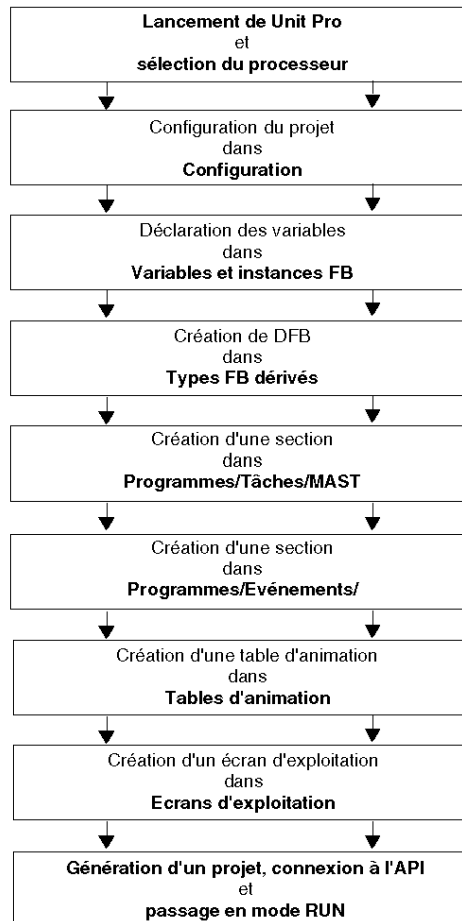 Lancement de Unit Pro
et
sélection du processeur
Configuration du projet
dans
Configuration
Déclaration des variables
dans
Variables et instances FB
Création de DFB
dans
Types FB dérivés
Création d'une section
dans
Programmes/Tâches/MAST
Création d'une section
dans
Programmes/Evénements/
Création d'une table d'animation
dans
Tables d'animation
Création d'un écran d'exploitation
dans
Ecrans d'exploitation
Génération d'un projet, connexion à l'API
et
passage en mode RUN